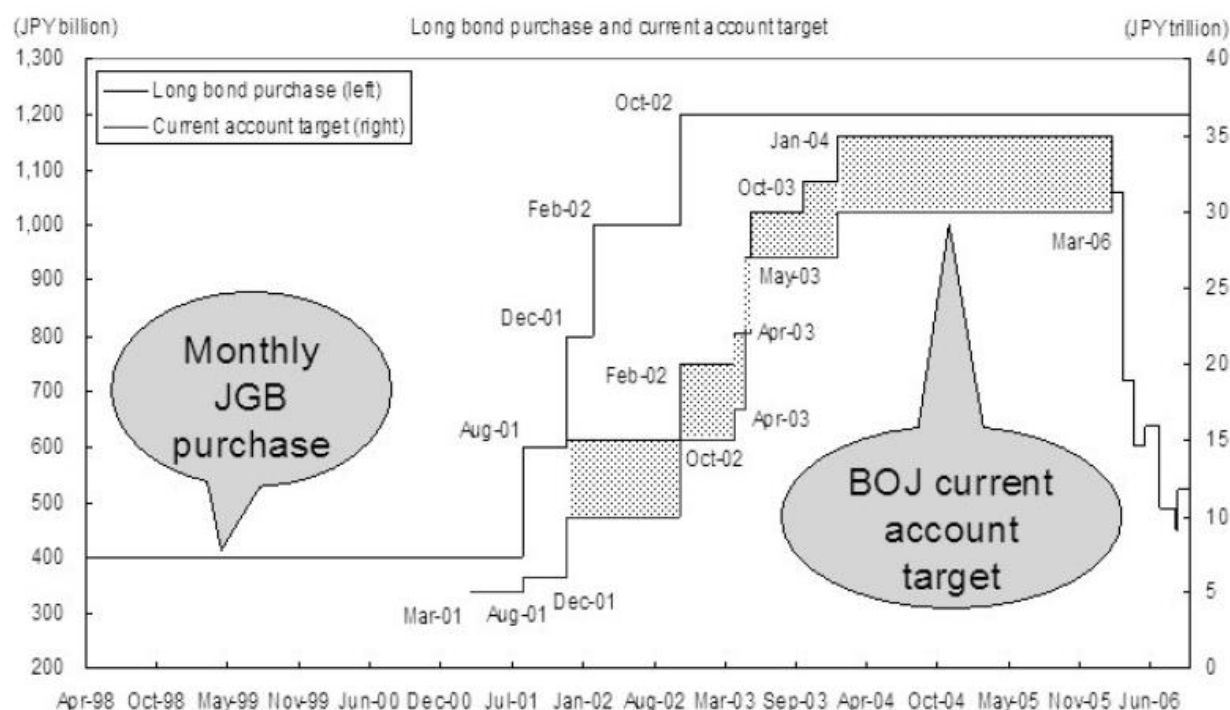 (JPY billion)
Long bond purchase and current account target
(JPY trillion)
Long bond purchase (left)
Current account target (right)
1,300
1,200
1,100
1,000
900
800
700
600
500
400
300
200
40
35
30
25
20
15
10
5
0
Oct-02
Jan-04
Oct-03
Feb-02
Mar-06
May-03
Dec-01
Apr-03
Feb-02
Apr-03
Aug-01
Oct-02
Mar-01
Aug-01
Dec-01
Monthly
JGB
purchase
BOJ current
account
target
Apr-98 Oct-98 May-99 Nov-99 Jun-00 Dec-00 Jul-01 Jan-02 Aug-02 Mar-03 Sep-03 Apr-04 Oct-04 May-05 Nov-05 Jun-06